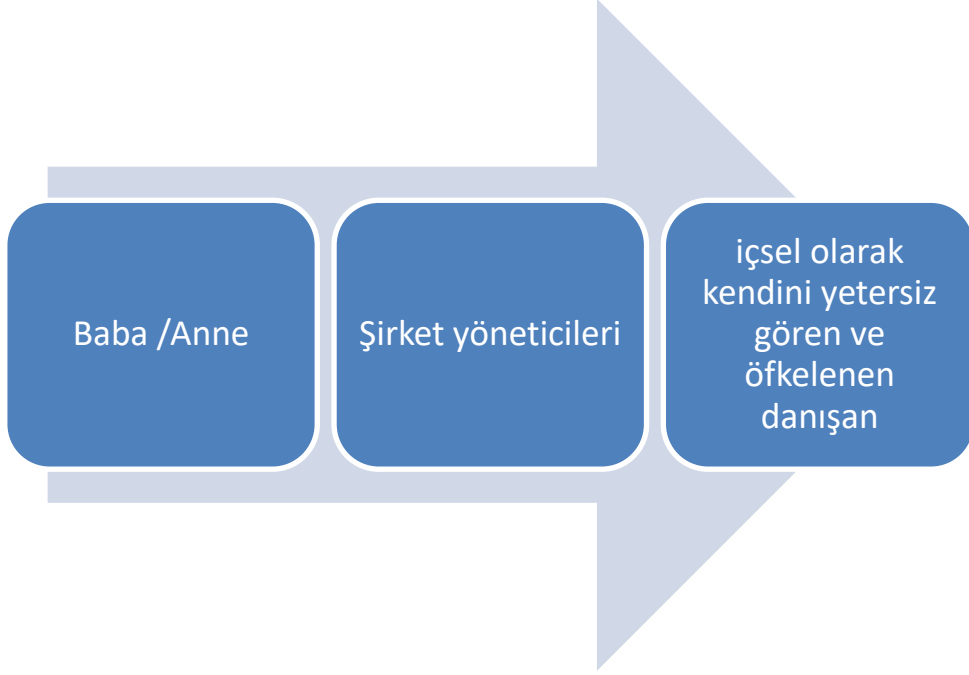 Baba /Anne
Şirket yöneticileri
içsel olarak
kendini yetersiz
gören ve
öfkelenen
danışan